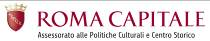 ROMA CAPITALE
Assessorato alle Politiche Culturali e Centro Storico